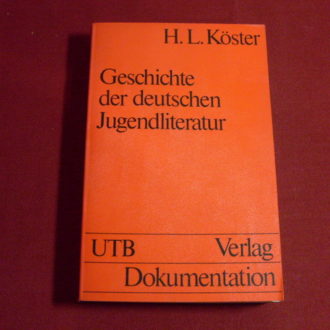 H. L. Köster
Geschichte
der deutschen
Jugendliteratur
UTB Verlag
Dokumentation